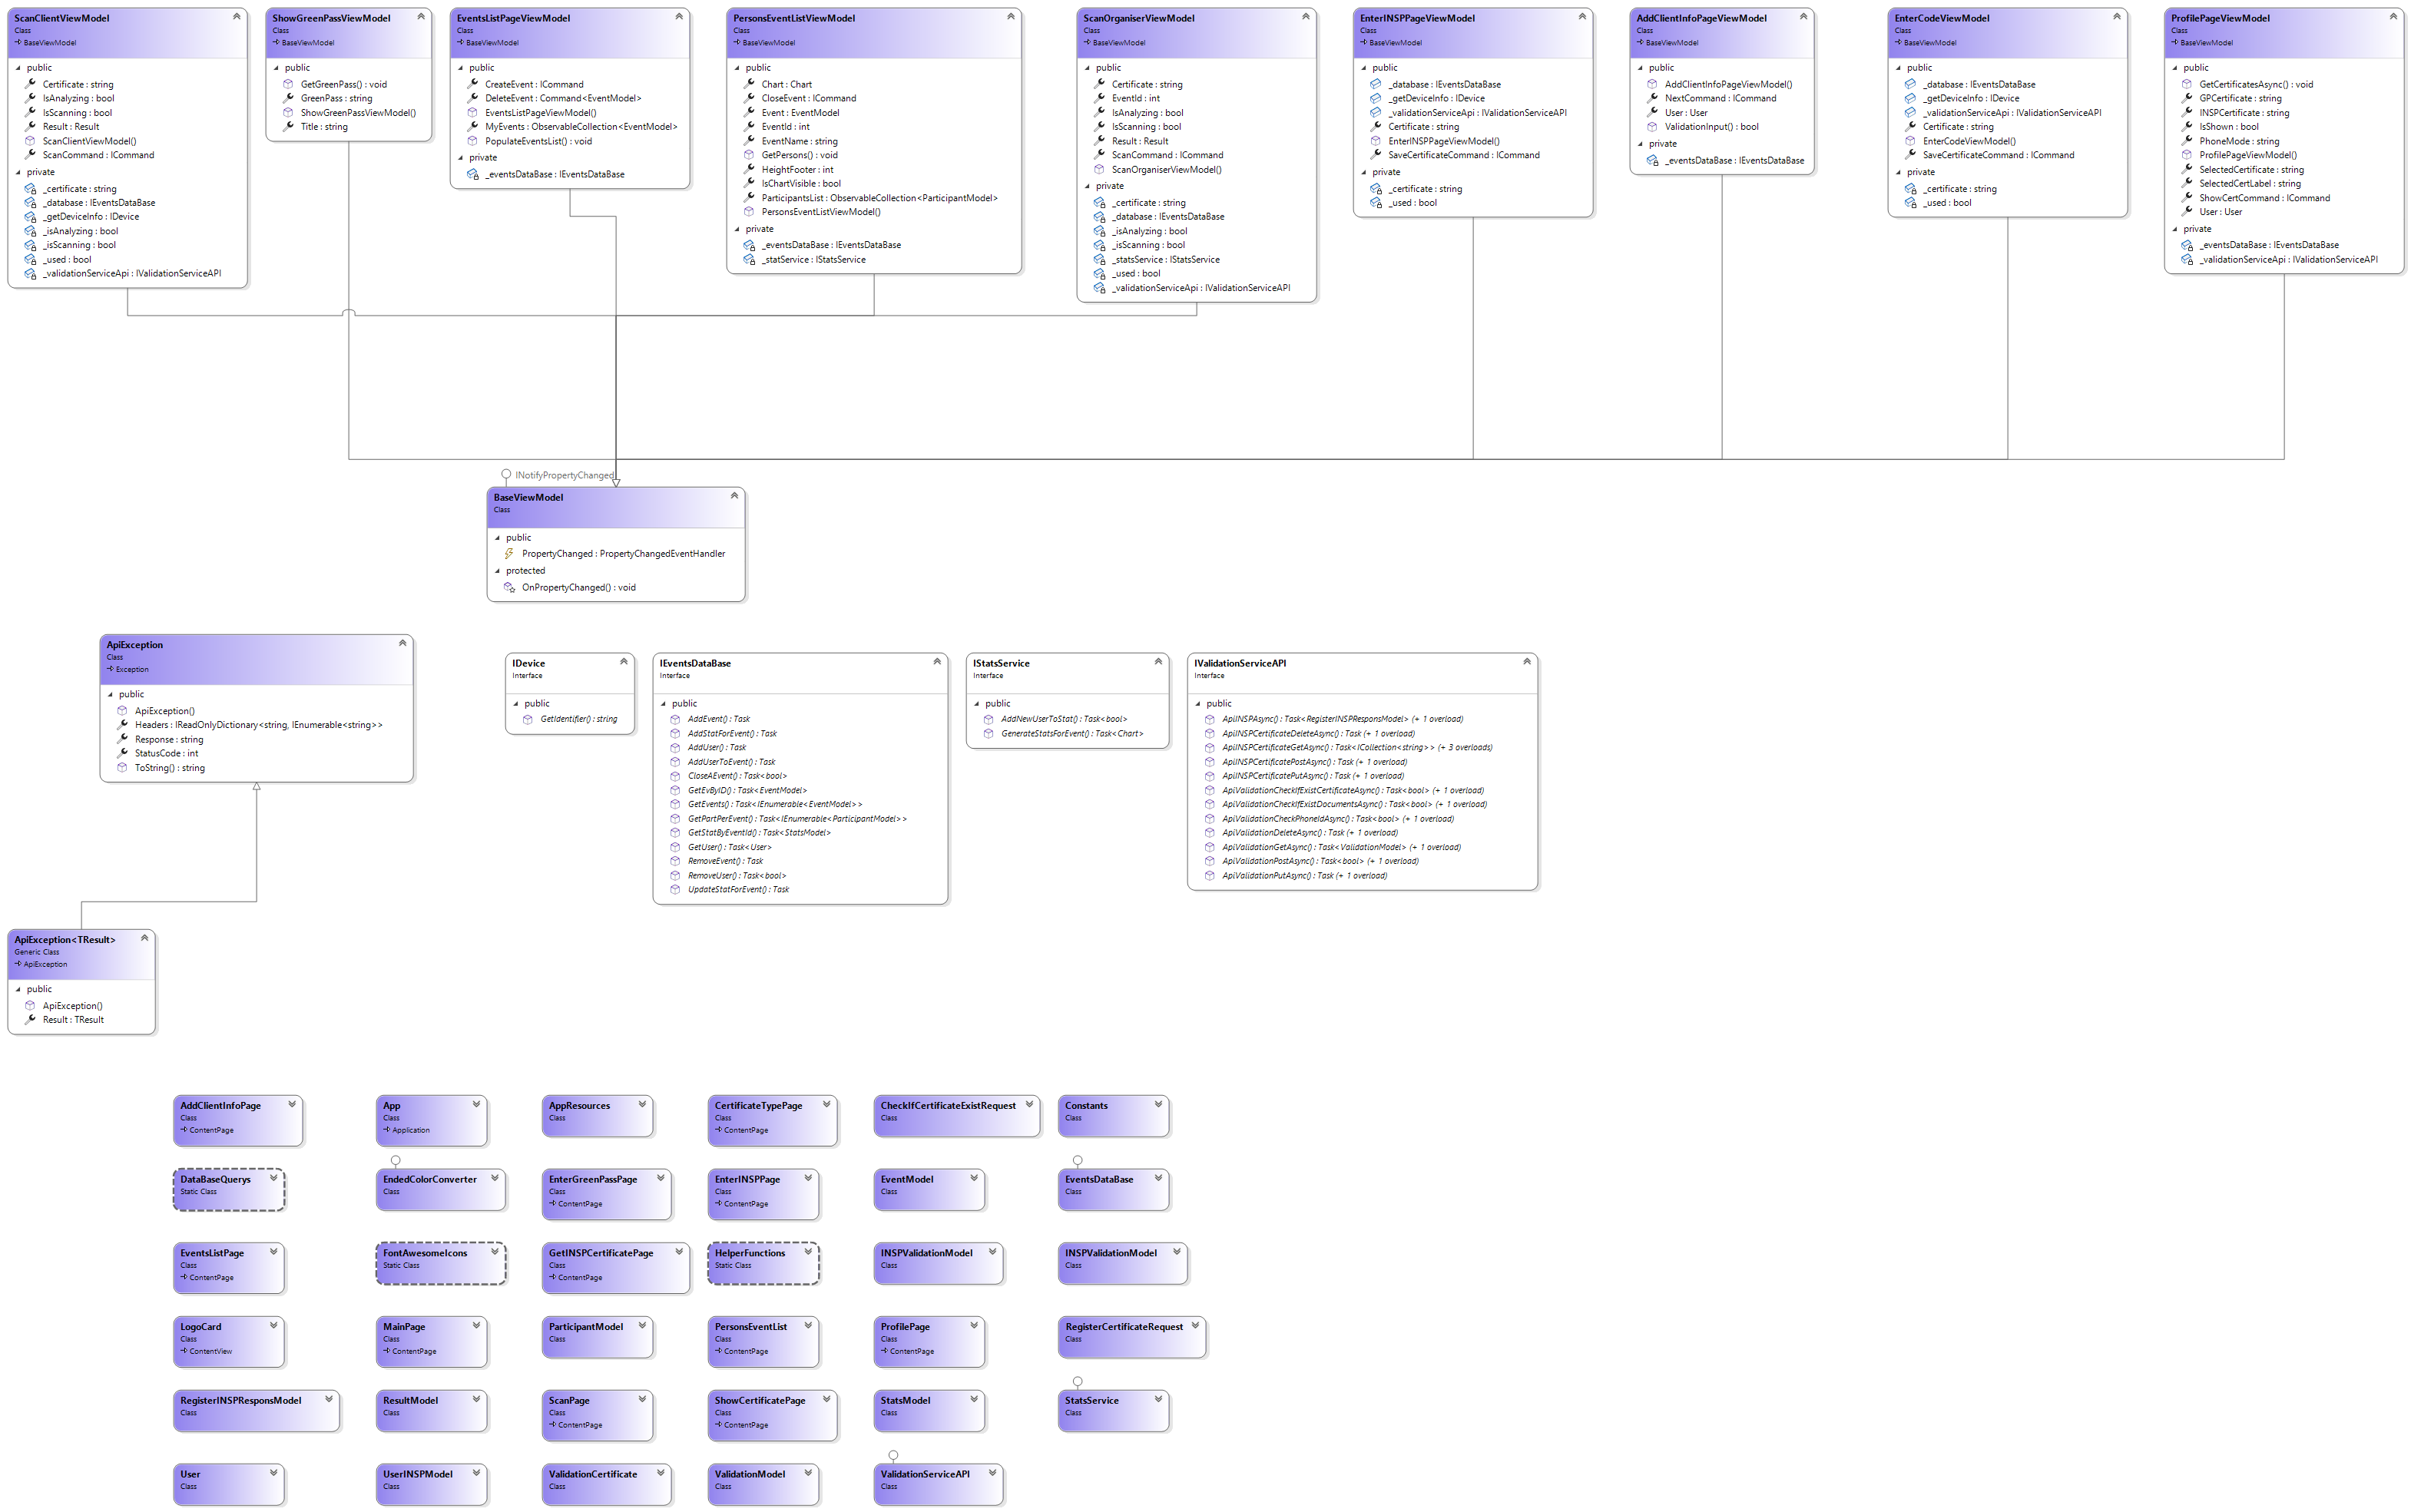 ScanClientViewModel
Class
BaseViewModel
public
Certificate : string
IsAnalyzing : bool
IsScanning : bool
Result : Result
ScanClientViewModel()
ScanCommand : ICommand
private
_certificate : string
_database : IEventsDataBase
_getDeviceInfo : IDevice
_isAnalyzing : bool
_isScanning : bool
_used : bool
_validationServiceApi : IValidationServiceAPI
ShowGreenPassViewModel
Class
BaseViewModel
public
GetGreenPass() : void
GreenPass : string
ShowGreenPassViewModel()
Title : string
EventsListPageViewModel
Class
BaseViewModel
public
CreateEvent : ICommand
DeleteEvent : Command<EventModel>
EventsListPageViewModel()
MyEvents : ObservableCollection<EventModel>
PopulateEventsList() : void
private
_eventsDataBase : IEventsDataBase
PersonsEventListViewModel
Class
BaseViewModel
public
Chart : Chart
CloseEvent : ICommand
Event : EventModel
EventId : int
EventName : string
GetPersons() : void
HeightFooter : int
IsChartVisible : bool
ParticipantsList : ObservableCollection<ParticipantModel>
PersonsEventListViewModel()
private
_eventsDataBase : IEventsDataBase
_statService : IStatsService
ScanOrganiserViewModel
Class
BaseViewModel
public
Certificate : string
EventId : int
IsAnalyzing : bool
IsScanning : bool
Result : Result
ScanCommand : ICommand
ScanOrganiserViewModel()
private
_certificate : string
_database : IEventsDataBase
_isAnalyzing : bool
_isScanning : bool
_statsService : IStatsService
_used : bool
_validationServiceApi : IValidationServiceAPI
EnterINSPPageViewModel
Class
BaseViewModel
public
_database : IEventsDataBase
_getDeviceInfo : IDevice
_validationServiceApi : IValidationServiceAPI
Certificate : string
EnterINSPPageViewModel()
SaveCertificateCommand : ICommand
private
_certificate : string
_used : bool
AddClientInfoPageViewModel
Class
BaseViewModel
public
AddClientInfoPageViewModel()
NextCommand : ICommand
User : User
ValidationInput() : bool
private
_eventsDataBase : IEventsDataBase
EnterCodeViewModel
Class
BaseViewModel
public
_database : IEventsDataBase
_getDeviceInfo : IDevice
_validationServiceApi : IValidationServiceAPI
Certificate : string
EnterCodeViewModel()
SaveCertificateCommand : ICommand
private
_certificate : string
_used : bool
ProfilePageViewModel
Class
BaseViewModel
public
GetCertificatesAsync() : void
GPCertificate : string
INSPCertificate : string
IsShown : bool
PhoneMode : string
ProfilePageViewModel()
SelectedCertificate : string
SelectedCertLabel : string
ShowCertCommand : ICommand
User : User
private
_eventsDataBase : IEventsDataBase
_validationServiceApi : IValidationServiceAPI
INotifyPropertyChanged
BaseViewModel
Class
public
PropertyChanged : PropertyChangedEventHandler
protected
OnPropertyChanged() : void
ApiException
Class
Exception
public
ApiException()
Headers : IReadOnlyDictionary<string, IEnumerable<string>>
Response : string
StatusCode : int
ToString() : string
IDevice
Interface
public
GetIdentifier() : string
IEventsDataBase
Interface
public
AddEvent() : Task
AddStatForEvent() : Task
AddUser() : Task
AddUserToEvent() : Task
CloseAEvent() : Task<bool>
GetEvByID() : Task<EventModel>
GetEvents() : Task<IEnumerable<EventModel>>
GetPartPerEvent() : Task<IEnumerable<ParticipantModel>>
GetStatByEventId() : Task<StatsModel>
GetUser() : Task<User>
RemoveEvent() : Task
RemoveUser() : Task<bool>
UpdateStatForEvent() : Task
IStatsService
Interface
public
AddNewUserToStat() : Task<bool>
GenerateStatsForEvent() : Task<Chart>
IValidationServiceAPI
Interface
public
ApiINSPAsync() : Task<RegisterINSPResponsModel> (+ 1 overload)
ApiINSPCertificateDeleteAsync() : Task (+ 1 overload)
ApiINSPCertificateGetAsync() : Task<ICollection<string>> (+ 3 overloads)
ApiINSPCertificatePostAsync() : Task (+ 1 overload)
ApiINSPCertificatePutAsync() : Task (+ 1 overload)
ApiValidationCheckIfExistCertificateAsync() : Task<bool> (+ 1 overload)
ApiValidationCheckIfExistDocumentsAsync() : Task<bool> (+ 1 overload)
ApiValidationCheckPhoneIdAsync() : Task<bool> (+ 1 overload)
ApiValidationDeleteAsync() : Task (+ 1 overload)
ApiValidationGetAsync() : Task<ValidationModel> (+ 1 overload)
ApiValidationPostAsync() : Task<bool> (+ 1 overload)
ApiValidationPutAsync() : Task (+ 1 overload)
ApiException<TResult>
Generic Class
ApiException
public
ApiException()
Result : TResult
AddClientInfoPage
Class
ContentPage
App
Class
Application
AppResources
Class
CertificateTypePage
Class
ContentPage
CheckIfCertificateExistRequest
Class
Constants
Class
DataBaseQuerys
Static Class
EndedColorConverter
Class
EnterGreenPassPage
Class
ContentPage
EnterINSPPage
Class
ContentPage
EventModel
Class
EventsDataBase
Class
EventsListPage
Class
ContentPage
FontAwesomeIcons
Static Class
GetINSPCertificatePage
Class
ContentPage
HelperFunctions
Static Class
INSPValidationModel
Class
INSPValidationModel
Class
LogoCard
Class
ContentView
MainPage
Class
ContentPage
ParticipantModel
Class
PersonsEventList
Class
ContentPage
ProfilePage
Class
ContentPage
RegisterCertificateRequest
Class
RegisterINSPResponsModel
Class
ResultModel
Class
ScanPage
Class
ContentPage
ShowCertificatePage
Class
ContentPage
StatsModel
Class
StatsService
Class
User
Class
UserINSPModel
Class
ValidationCertificate
Class
ValidationModel
Class
ValidationServiceAPI
Class